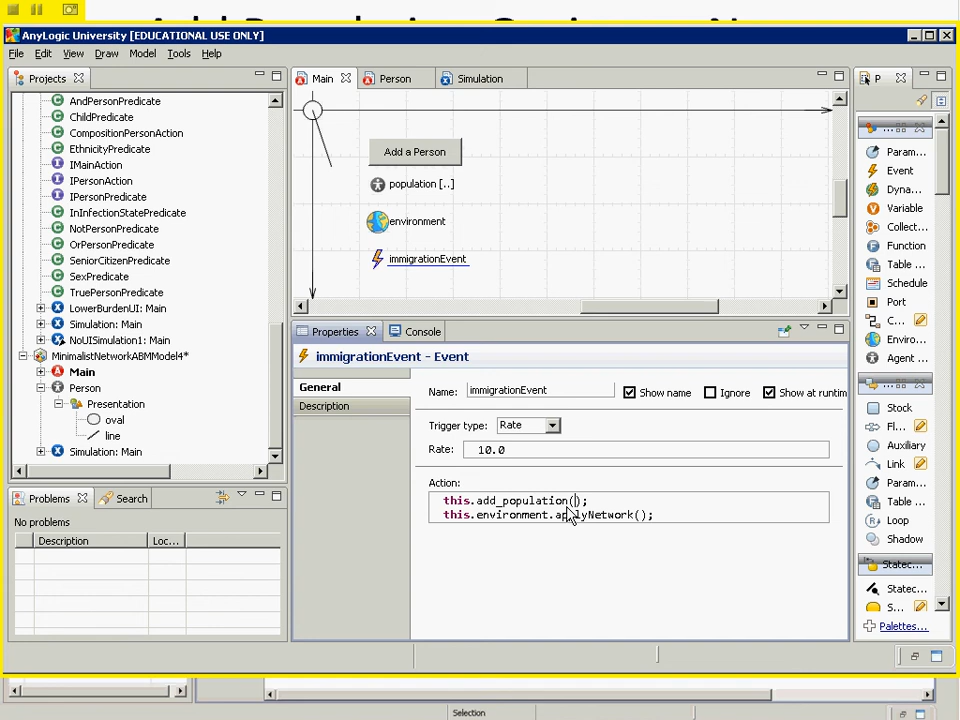 AnyLogic University [EDUCATIONAL USE ONLY]
File Edit View Draw Model Tools Help
Projects
AndPersonPredicate
ChildPredicate
CompositionPersonAction
EthnicityPredicate
IMainAction
IPersonAction
IPersonPredicate
InInfectionStatePredicate
NotPersonPredicate
OrPersonPredicate
SeniorCitizenPredicate
SexPredicate
TruePersonPredicate
LowerBurdenUI: Main
Simulation: Main
NoUISimulation1: Main
MinimalistNetworkABMModel4*
Main
Person
Presentation
oval
line
Simulation: Main
Problems Search
No problems
Description Loc...
Main Person Simulation
Add a Person
population [..]
environment
immigrationEvent
Properties Console
immigrationEvent - Event
General
Description
Name: immigrationEvent Show name Ignore Show at runtim
Trigger type: Rate
Rate: 10.0
Action:
this.add_population();
this.environment.applyNetwork();
P
Param...
Event
Dyna...
Variable
Collect...
Function
Table ...
Schedule
Port
C...
Enviro...
Agent ...
Stock
Fl...
Auxiliary
Link
Param...
Table ...
Loop
Shadow
Statec...
Statec...
S...
Palettes...
Selection